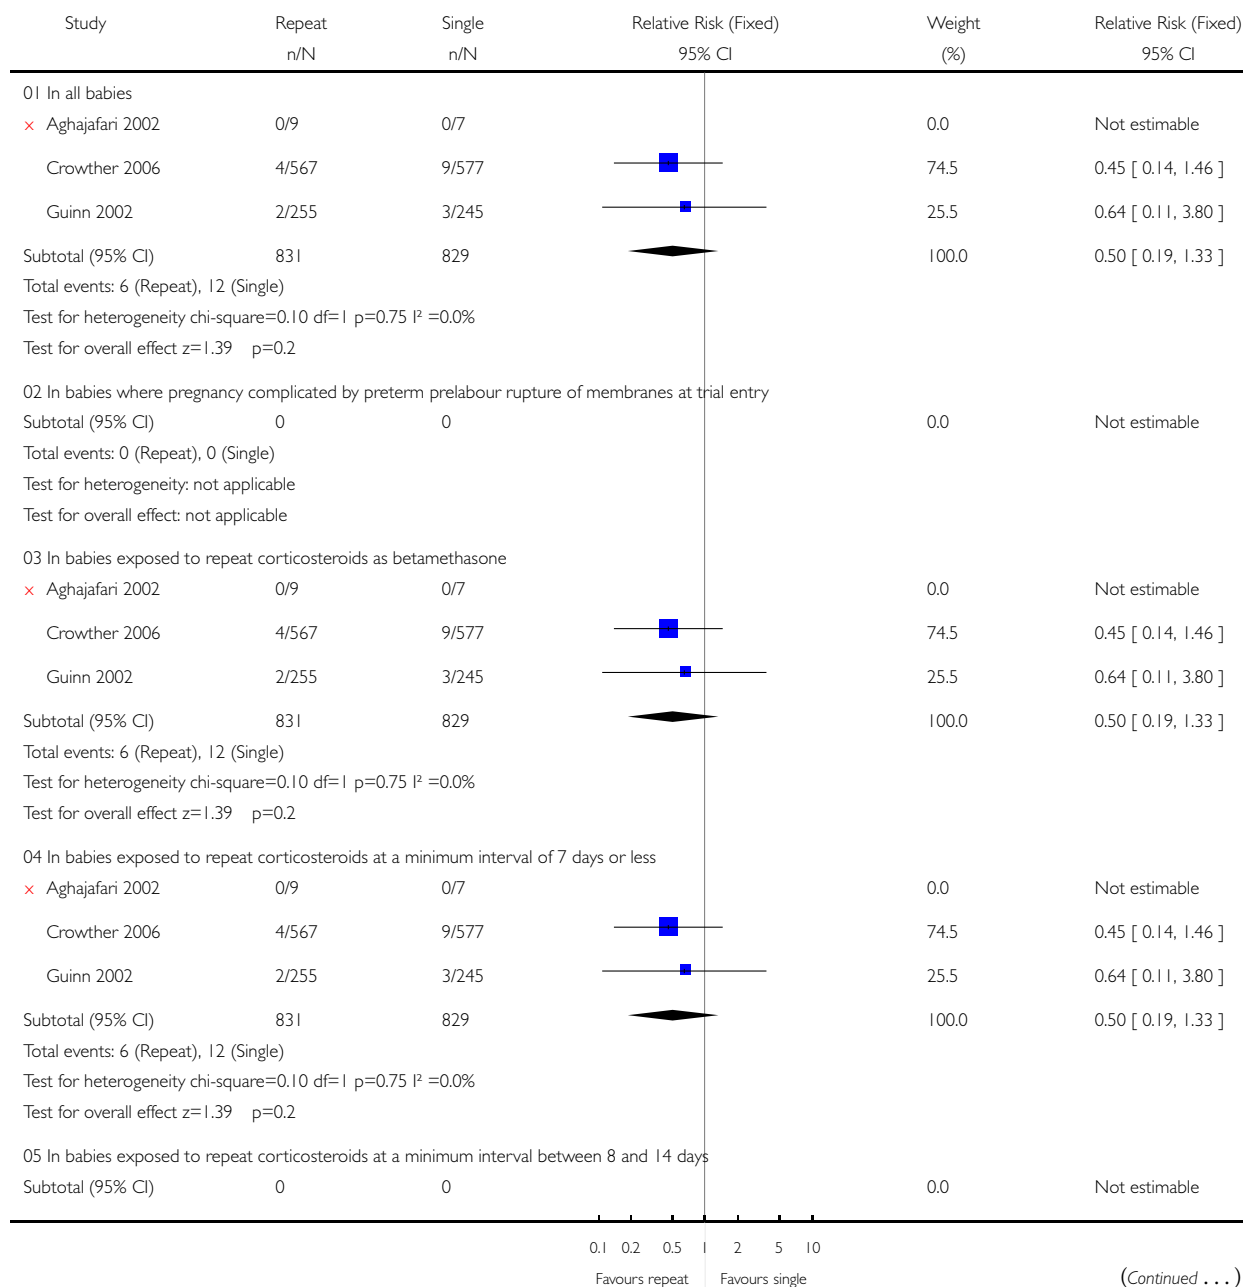 Study Repeat Single Relative Risk (Fixed) Weight Relative Risk (Fixed)
n/N n/N 95% CI (%) 95% CI
01 In all babies
× Aghajafari 2002 0/9 0/7 0.0 Not estimable
Crowther 2006 4/567 9/577 74.5 0.45 [ 0.14, 1.46 ]
Guinn 2002 2/255 3/245 25.5 0.64 [ 0.11, 3.80 ]
Subtotal (95% CI) 831 829 100.0 0.50 [ 0.19, 1.33 ]
Total events: 6 (Repeat), 12 (Single)
Test for heterogeneity chi-square=0.10 df=1 p=0.75 I² =0.0%
Test for overall effect z=1.39 p=0.2
02 In babies where pregnancy complicated by preterm prelabour rupture of membranes at trial entry
Subtotal (95% CI) 0 0 0.0 Not estimable
Total events: 0 (Repeat), 0 (Single)
Test for heterogeneity: not applicable
Test for overall effect: not applicable
03 In babies exposed to repeat corticosteroids as betamethasone
× Aghajafari 2002 0/9 0/7 0.0 Not estimable
Crowther 2006 4/567 9/577 74.5 0.45 [ 0.14, 1.46 ]
Guinn 2002 2/255 3/245 25.5 0.64 [ 0.11, 3.80 ]
Subtotal (95% CI) 831 829 100.0 0.50 [ 0.19, 1.33 ]
Total events: 6 (Repeat), 12 (Single)
Test for heterogeneity chi-square=0.10 df=1 p=0.75 I² =0.0%
Test for overall effect z=1.39 p=0.2
04 In babies exposed to repeat corticosteroids at a minimum interval of 7 days or less
× Aghajafari 2002 0/9 0/7 0.0 Not estimable
Crowther 2006 4/567 9/577 74.5 0.45 [ 0.14, 1.46 ]
Guinn 2002 2/255 3/245 25.5 0.64 [ 0.11, 3.80 ]
Subtotal (95% CI) 831 829 100.0 0.50 [ 0.19, 1.33 ]
Total events: 6 (Repeat), 12 (Single)
Test for heterogeneity chi-square=0.10 df=1 p=0.75 I² =0.0%
Test for overall effect z=1.39 p=0.2
05 In babies exposed to repeat corticosteroids at a minimum interval between 8 and 14 days
Subtotal (95% CI) 0 0 0.0 Not estimable
0.1 0.2 0.5 1 2 5 10
Favours repeat Favours single (Continued . . . )